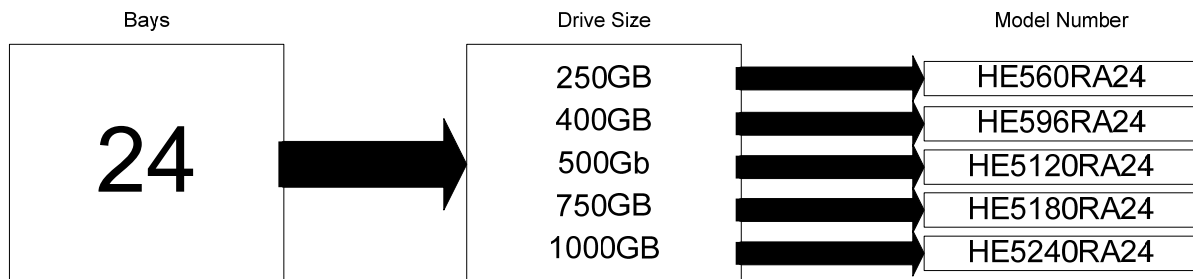 Bays Drive Size Model Number
24
250GB HE560RA24
400GB HE596RA24
500Gb HE5120RA24
750GB HE5180RA24
1000GB HE5240RA24